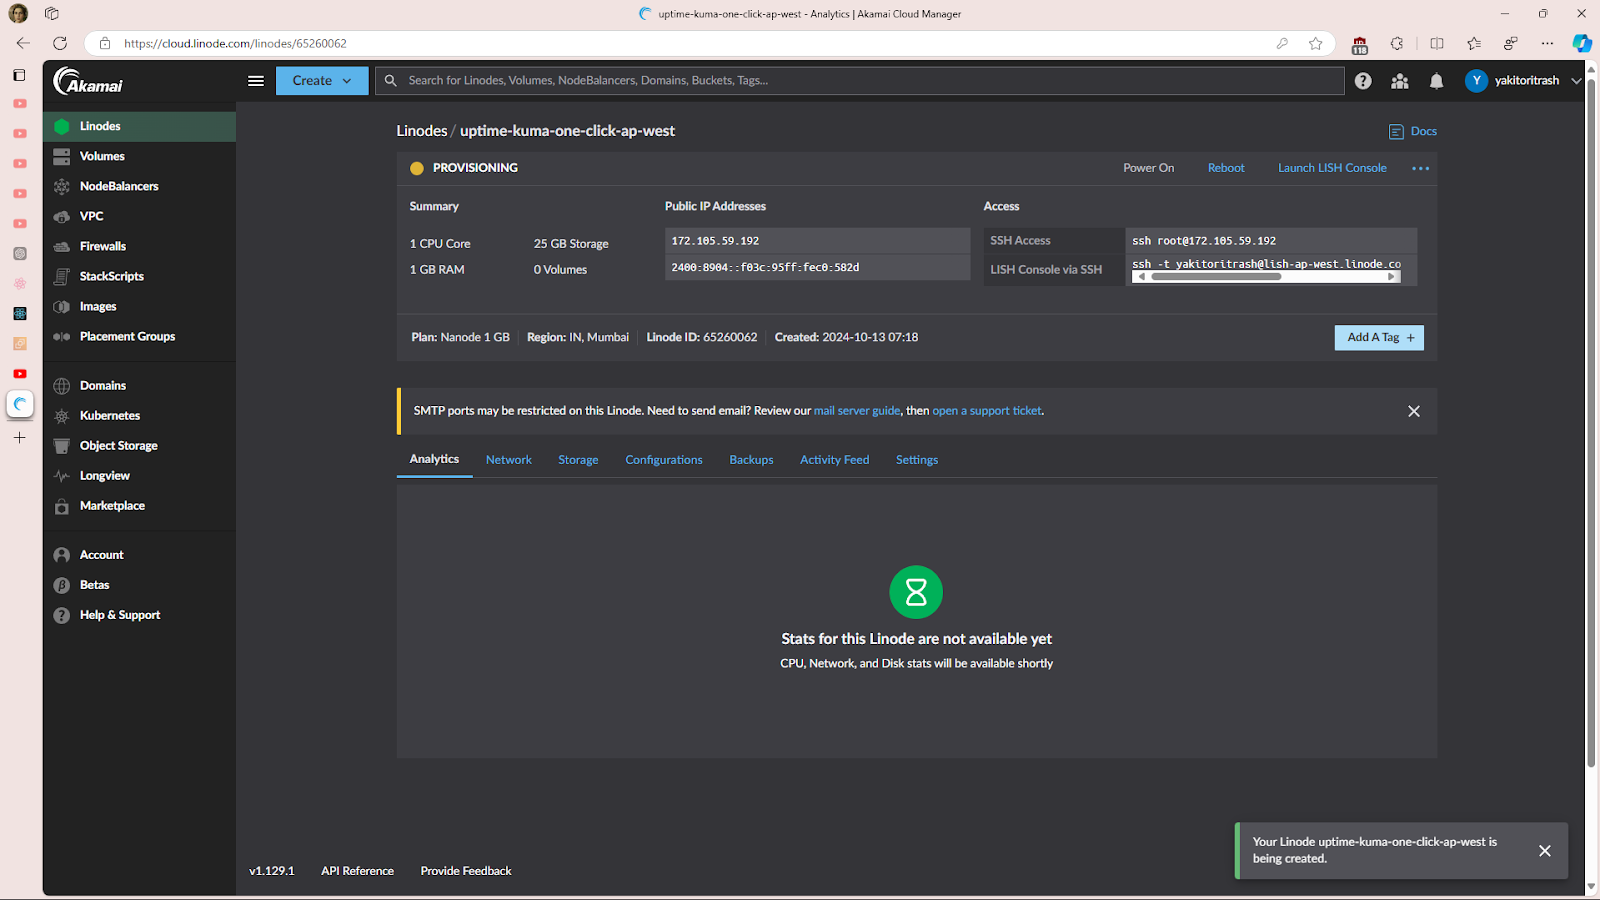 uptime-kuma-one-click-ap-west - Analytics | Akamai Cloud Manager
https://cloud.linode.com/linodes/65260062
118
Akamai
Create
Search for Linodes, Volumes, NodeBalancers, Domains, Buckets, Tags...
Y
yakitoritrash
Linodes
Volumes
NodeBalancers
VPC
Firewalls
StackScripts
Images
Placement Groups
Domains
Kubernetes
Object Storage
Longview
Marketplace
Account
Betas
Help & Support
Linodes / uptime-kuma-one-click-ap-west
Docs
PROVISIONING
Power On
Reboot
Launch LISH Console
Summary
Public IP Addresses
Access
1 CPU Core
25 GB Storage
1 GB RAM
0 Volumes
172.105.59.192
2400:8904::f03c:95ff:fec0:582d
SSH Access
ssh root@172.105.59.192
LISH Console via SSH
ssh -t yakitoritrash@lish-ap-west.linode.co
Plan: Nanode 1 GB
Region: IN, Mumbai
Linode ID: 65260062
Created: 2024-10-13 07:18
Add A Tag +
SMTP ports may be restricted on this Linode. Need to send email? Review our mail server guide, then open a support ticket.
Analytics
Network
Storage
Configurations
Backups
Activity Feed
Settings
Stats for this Linode are not available yet
CPU, Network, and Disk stats will be available shortly
Your Linode uptime-kuma-one-click-ap-west is
being created.
v1.129.1
API Reference
Provide Feedback